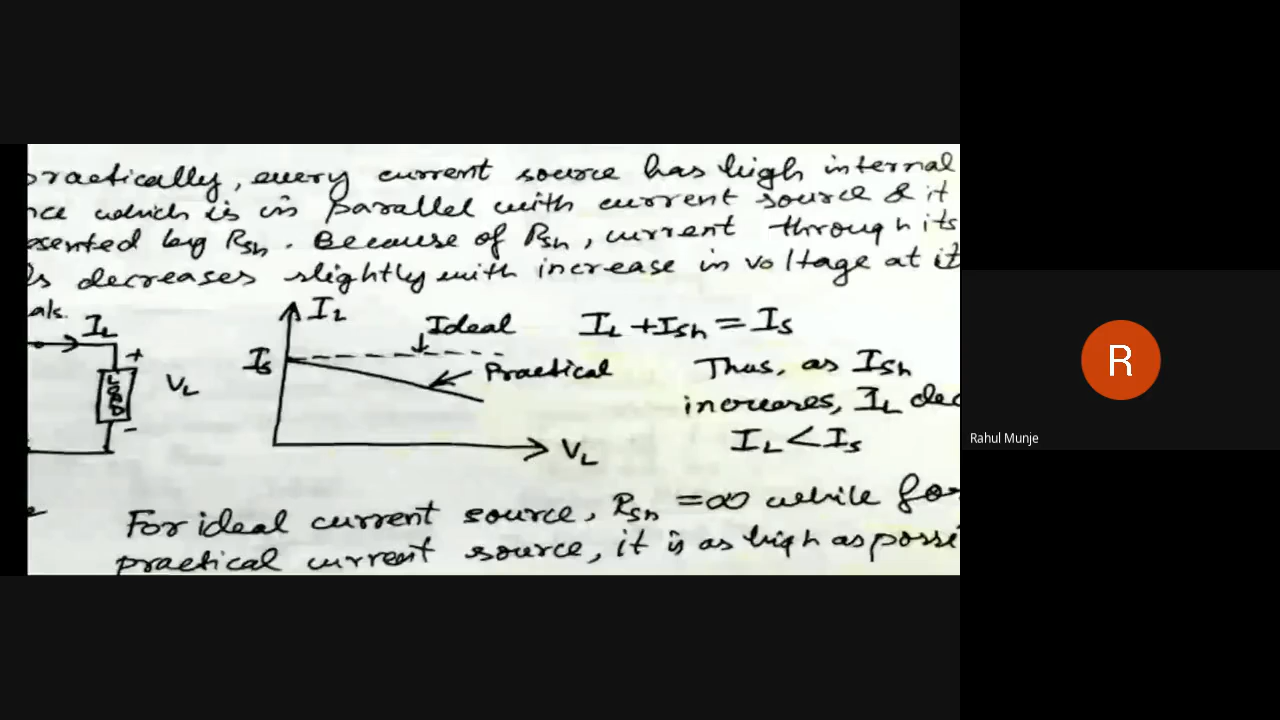 practically, every current source has high internal
nce which is in parallel with current source & it
esented by Rsh. Because of Rsh, current through its
ls decreases slightly with increase in voltage at it
als.
IL
+
LOAD
VL
-
IL
Is
Ideal
Practical
VL
IL + Ish = Is
Thus, as Ish
increases, IL dec
IL < Is
For ideal current source, Rsh = ∞ while for
practical current source, it is as high as possi
R
Rahul Munje